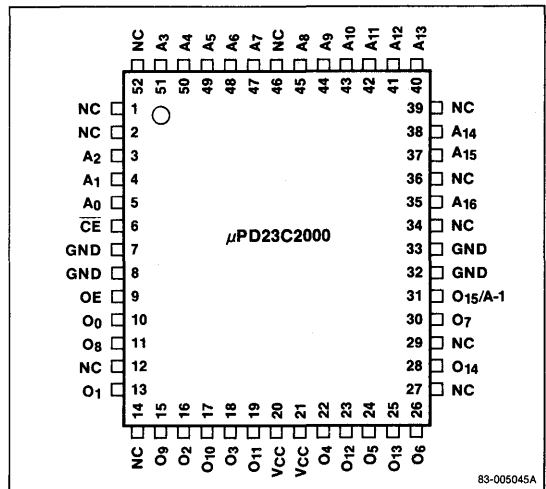 NC A3 A4 A5 A6 A7 NC A8 A9 A10 A11 A12 A13
52 51 50 49 48 47 46 45 44 43 42 41 40
NC 1 39 NC
NC 2 38 A14
A2 3 37 A15
A1 4 36 NC
A0 5 35 A16
C̅E̅ 6 34 NC
μPD23C2000
GND 7 33 GND
GND 8 32 GND
OE 9 31 O15/A-1
O0 10 30 O7
O8 11 29 NC
NC 12 28 O14
O1 13 27 NC
14 15 16 17 18 19 20 21 22 23 24 25 26
NC O9 O2 O10 O3 O11 VCC VCC O4 O12 O5 O13 O6
83-005045A